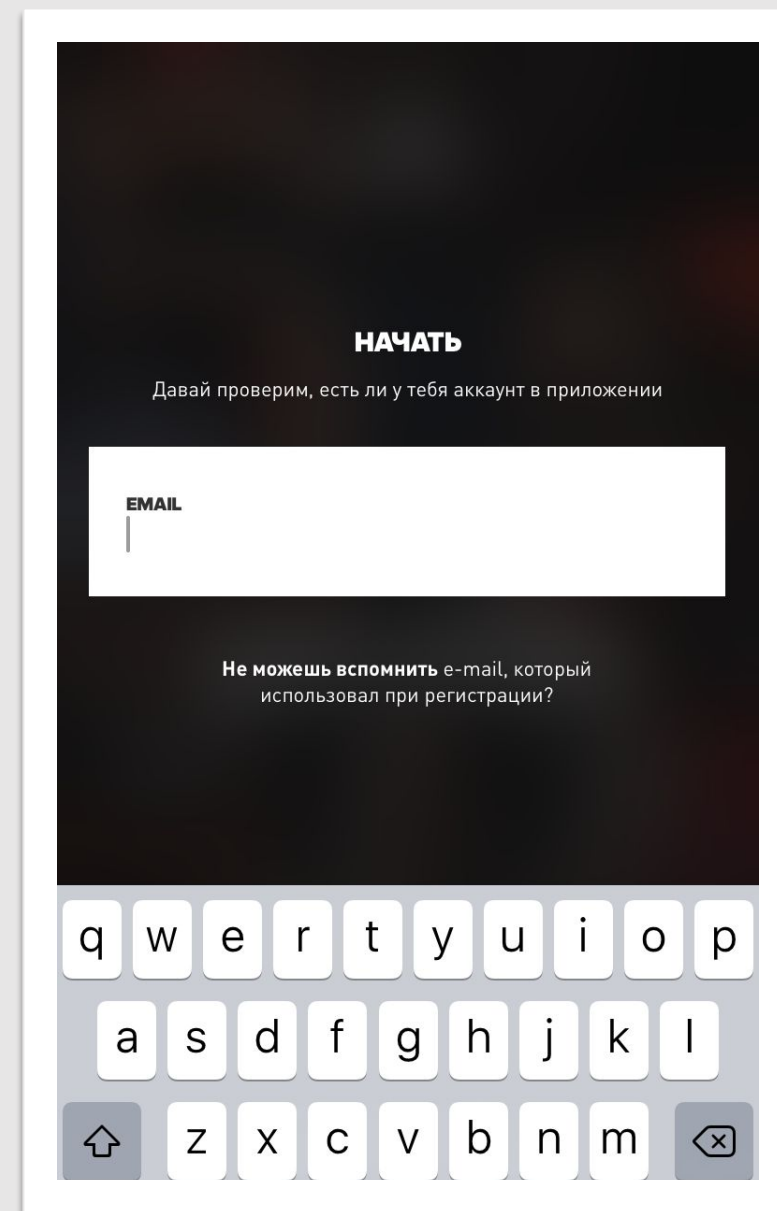 НАЧАТЬ
Давай проверим, есть ли у тебя аккаунт в приложении
EMAIL
Не можешь вспомнить e-mail, который
использовал при регистрации?
q w e r t y u i o p
a s d f g h j k l
z x c v b n m